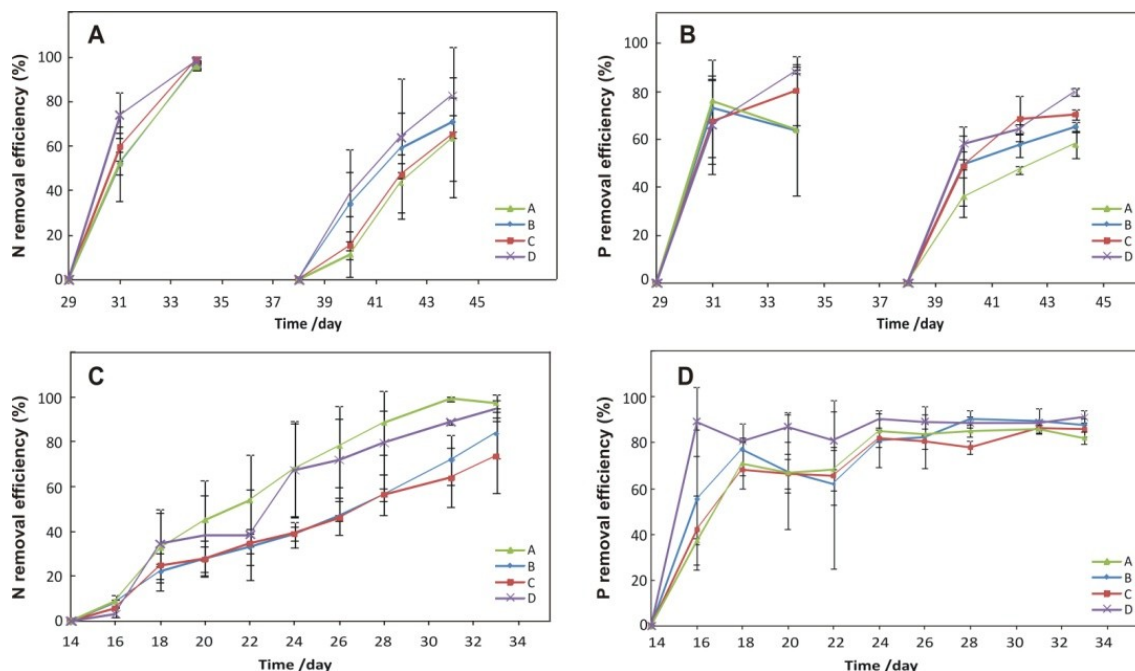 A
N removal efficiency (%)
100
80
60
40
20
0
29 31 33 35 37 39 41 43 45
Time /day
A
B
C
D
B
P removal efficiency (%)
100
80
60
40
20
0
29 31 33 35 37 39 41 43 45
Time /day
A
B
C
D
C
N removal efficiency (%)
100
80
60
40
20
0
14 16 18 20 22 24 26 28 30 32 34
Time /day
A
B
C
D
D
P removal efficiency (%)
100
80
60
80
20
0
14 16 18 20 22 24 26 28 30 32 34
Time /day
A
B
C
D